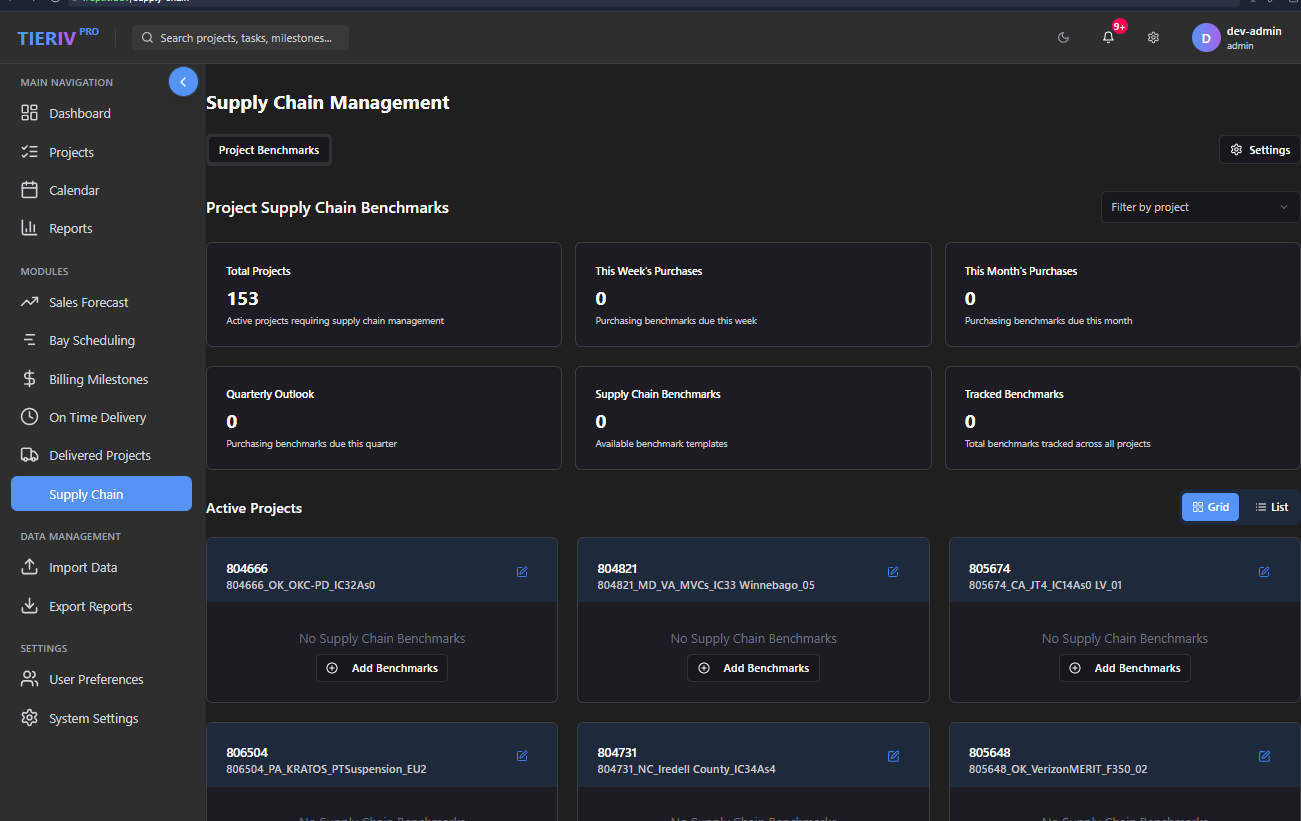 TIERIV PRO
Search projects, tasks, milestones...
9+
D
dev-admin
admin
MAIN NAVIGATION
Dashboard
Projects
Calendar
Reports
MODULES
Sales Forecast
Bay Scheduling
Billing Milestones
On Time Delivery
Delivered Projects
Supply Chain
DATA MANAGEMENT
Import Data
Export Reports
SETTINGS
User Preferences
System Settings
Supply Chain Management
Project Benchmarks
Settings
Project Supply Chain Benchmarks
Filter by project
Total Projects
153
Active projects requiring supply chain management
This Week's Purchases
0
Purchasing benchmarks due this week
This Month's Purchases
0
Purchasing benchmarks due this month
Quarterly Outlook
0
Purchasing benchmarks due this quarter
Supply Chain Benchmarks
0
Available benchmark templates
Tracked Benchmarks
0
Total benchmarks tracked across all projects
Active Projects
Grid
List
804666
804666_OK_OKC-PD_IC32As0
No Supply Chain Benchmarks
Add Benchmarks
804821
804821_MD_VA_MVCs_IC33 Winnebago_05
No Supply Chain Benchmarks
Add Benchmarks
805674
805674_CA_JT4_IC14As0 LV_01
No Supply Chain Benchmarks
Add Benchmarks
806504
806504_PA_KRATOS_PTSuspension_EU2
804731
804731_NC_Iredell County_IC34As4
805648
805648_OK_VerizonMERIT_F350_02